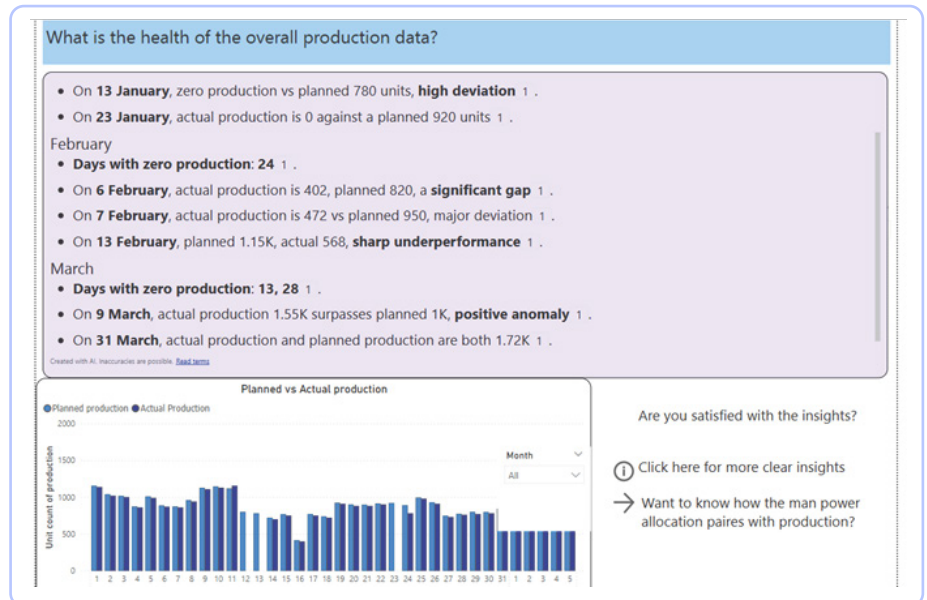 What is the health of the overall production data?
• On 13 January, zero production vs planned 780 units, high deviation 1 .
• On 23 January, actual production is 0 against a planned 920 units 1 .
February
• Days with zero production: 24 1 .
• On 6 February, actual production is 402, planned 820, a significant gap 1 .
• On 7 February, actual production is 472 vs planned 950, major deviation 1 .
• On 13 February, planned 1.15K, actual 568, sharp underperformance 1 .
March
• Days with zero production: 13, 28 1 .
• On 9 March, actual production 1.55K surpasses planned 1K, positive anomaly 1 .
• On 31 March, actual production and planned production are both 1.72K 1 .
Created with AI. Inaccuracies are possible. Read terms
Planned vs Actual production
Planned production Actual Production
2000
1500
1000
500
0
Unit count of production
1 2 3 4 5 6 7 8 9 10 11 12 13 14 15 16 17 18 19 20 21 22 23 24 25 26 27 28 29 30 31 1 2 3 4 5
Month
All
Are you satisfied with the insights?
Click here for more clear insights
Want to know how the man power
allocation paires with production?